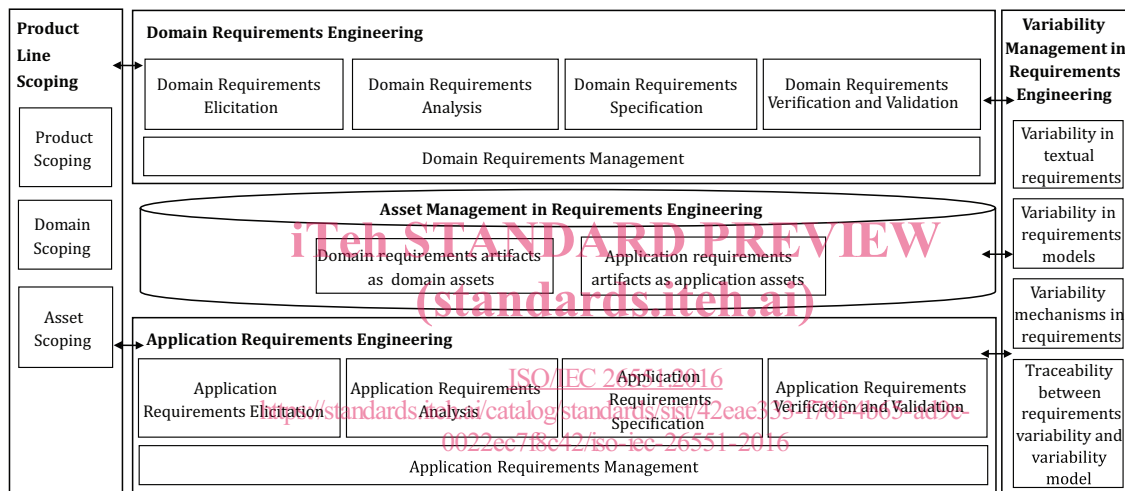 Product
Line
Scoping
Product
Scoping
Domain
Scoping
Asset
Scoping
Domain Requirements Engineering
Domain Requirements
Elicitation
Domain Requirements
Analysis
Domain Requirements
Specification
Domain Requirements
Verification and Validation
Domain Requirements Management
Asset Management in Requirements Engineering
iTeh STANDARD PREVIEW
Domain requirements artifacts
as domain assets
Application requirements
artifacts as application assets
(standards.iteh.ai)
Application Requirements Engineering
ISO/IEC 26551:2016
Application
Requirements Elicitation
Application Requirements
Analysis
Application
Requirements
Specification
Application Requirements
Verification and Validation
0022ec7f8c42/iso-iec-26551-2016
Application Requirements Management
Variability
Management in
Requirements
Engineering
Variability in
textual
requirements
Variability in
requirements
models
Variability
mechanisms in
requirements
Traceability
between
requirements
variability and
variability
model